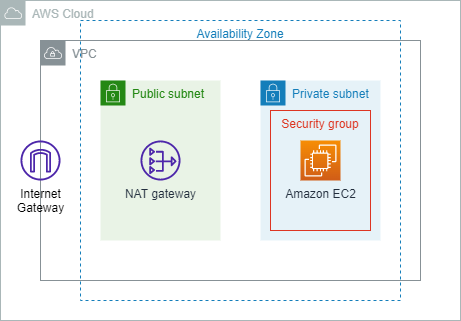 AWS Cloud
Availability Zone
VPC
Public subnet
Private subnet
Security group
NAT gateway
Amazon EC2
Internet
Gateway